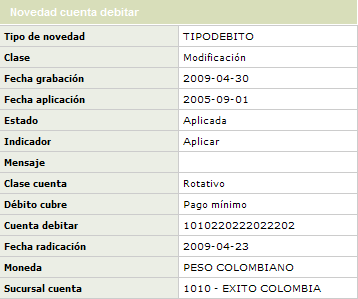 Novedad cuenta debitar
Tipo de novedad TIPODEBITO
Clase Modificación
Fecha grabación 2009-04-30
Fecha aplicación 2005-09-01
Estado Aplicada
Indicador Aplicar
Mensaje
Clase cuenta Rotativo
Débito cubre Pago mínimo
Cuenta debitar 1010220222022202
Fecha radicación 2009-04-23
Moneda PESO COLOMBIANO
Sucursal cuenta 1010 - EXITO COLOMBIA